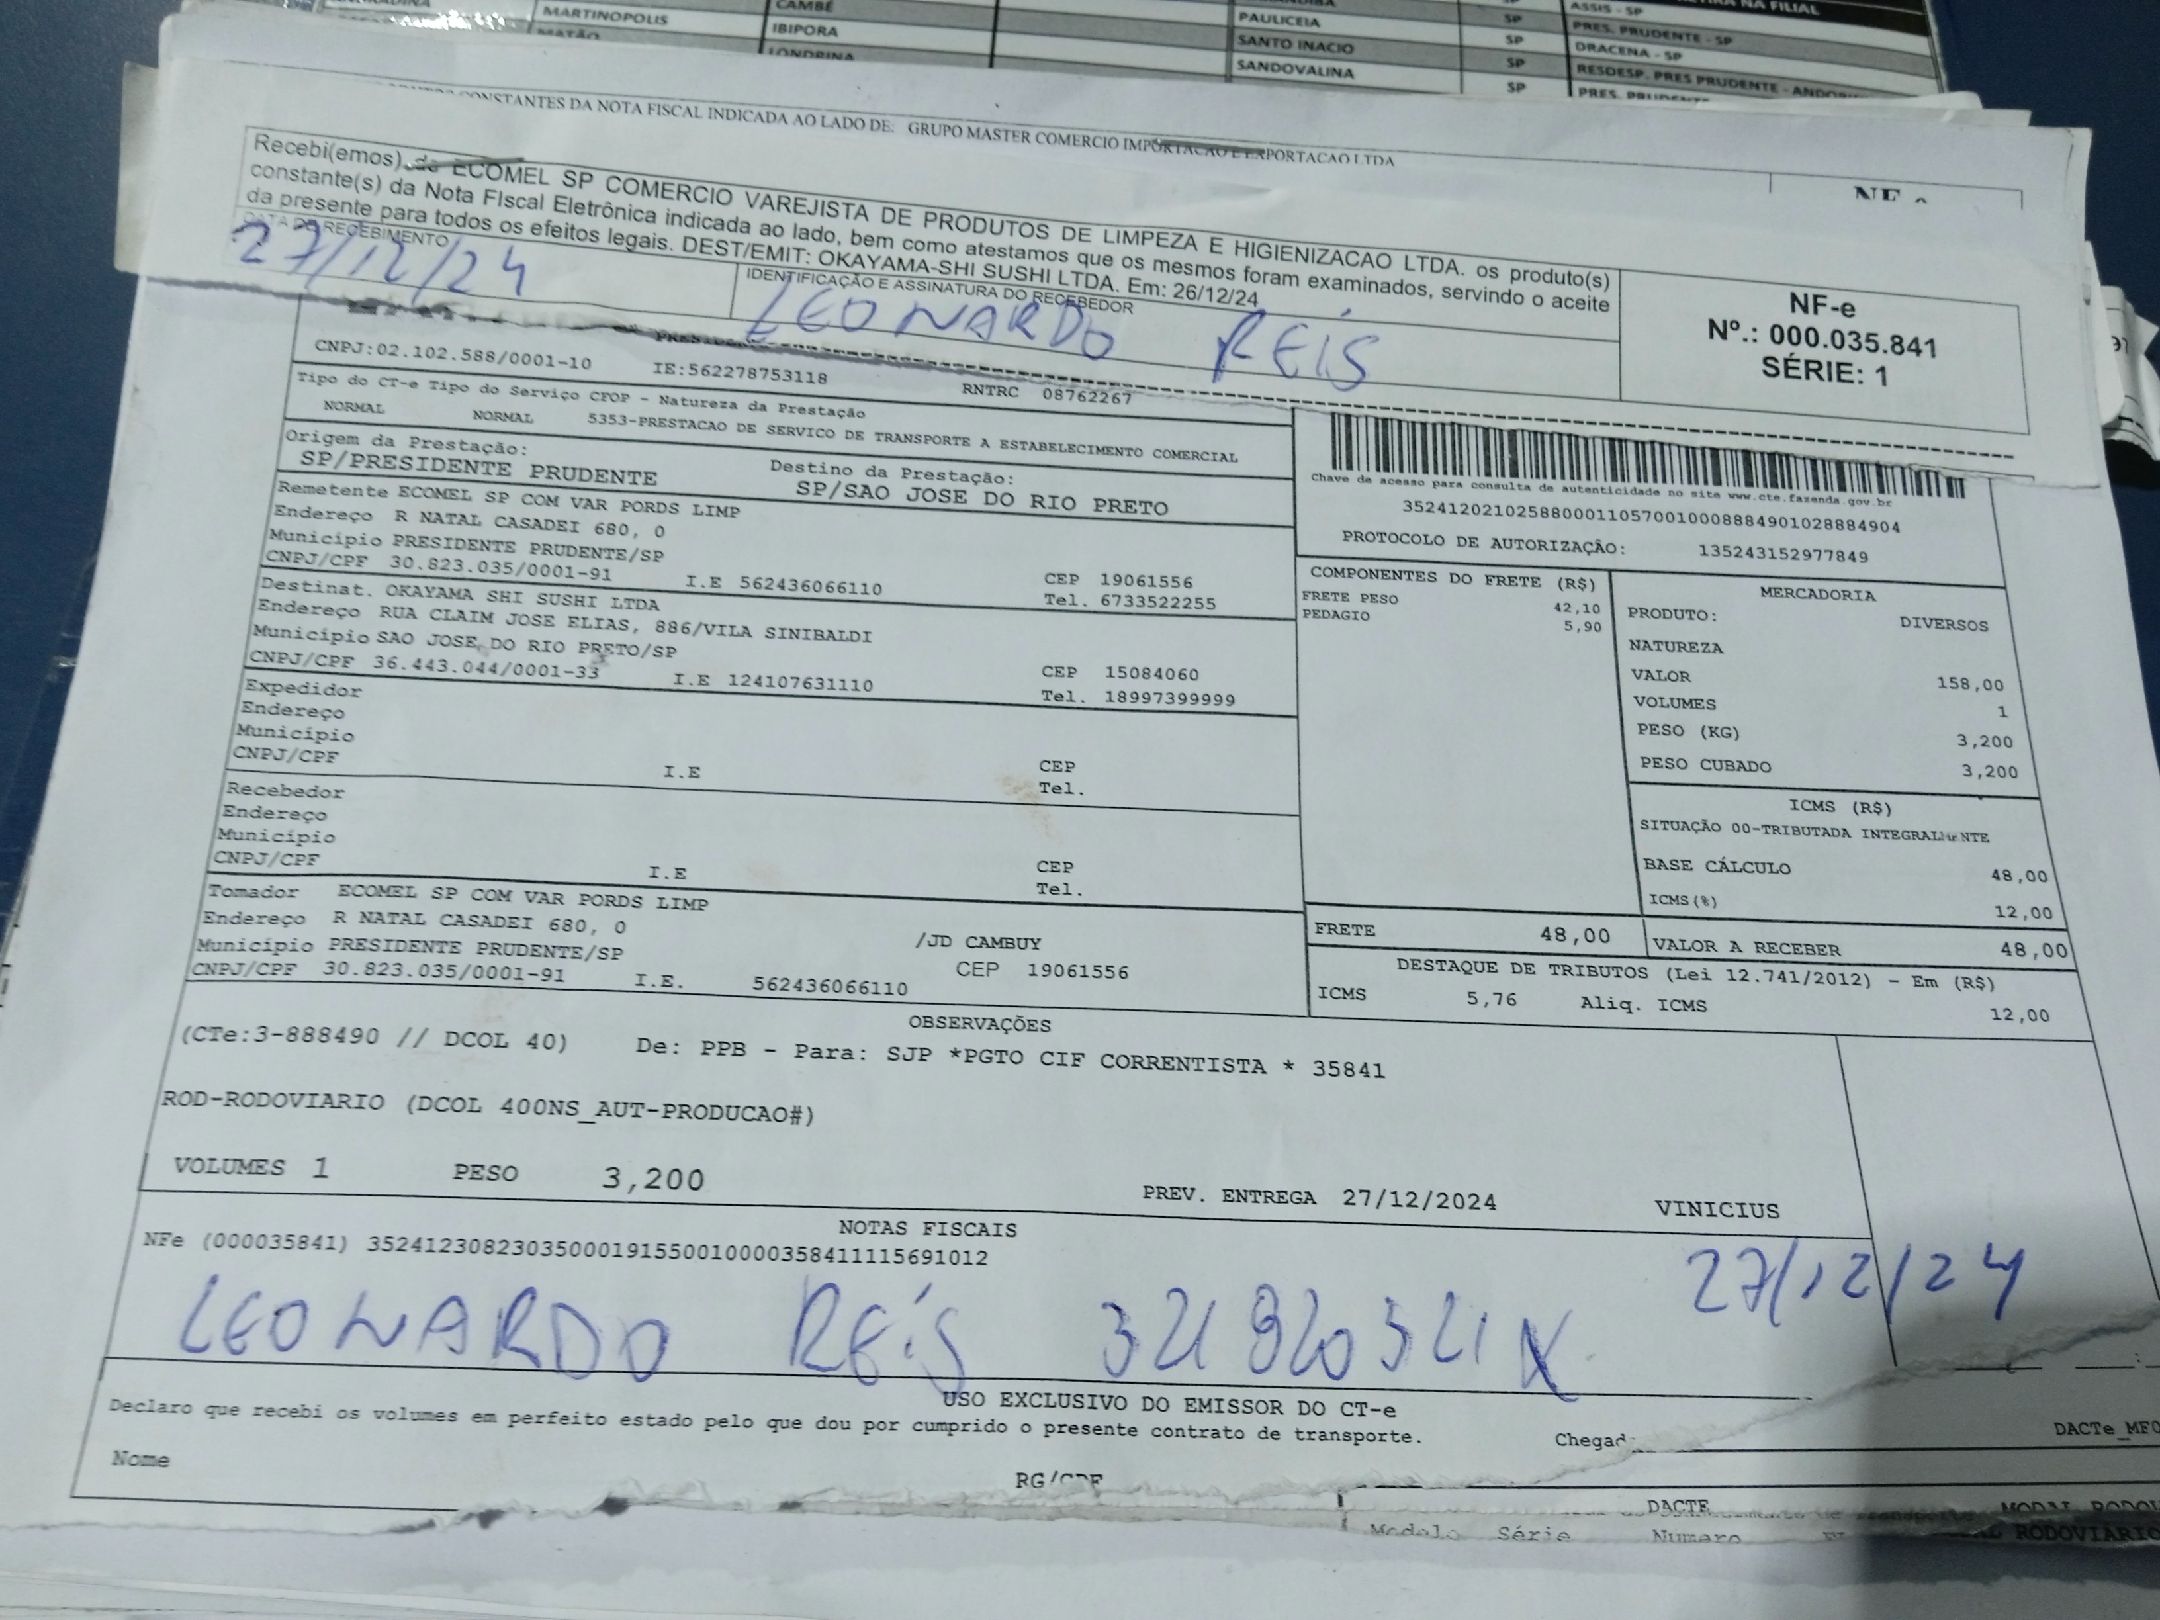 MARTINOPOLIS
CAMBÉ
IBIPORA
LONDRINA
PAULICEIA
SANTO INACIO
SANDOVALINA
SP
SP
SP
SP
ASSIS - SP
PRES. PRUDENTE - SP
DRACENA - SP
RESDESP. PRES PRUDENTE -
PRES.
NA FILIAL
CONSTANTES DA NOTA FISCAL INDICADA AO LADO DE: GRUPO MASTER COMERCIO IMPORTACAO E EXPORTACAO LTDA
Recebi(emos) de ECOMEL SP COMERCIO VAREJISTA DE PRODUTOS DE LIMPEZA E HIGIENIZACAO LTDA. os produto(s)
constante(s) da Nota FIscal Eletrônica indicada ao lado, bem como atestamos que os mesmos foram examinados, servindo o aceite
da presente para todos os efeitos legais. DEST/EMIT: OKAYAMA-SHI SUSHI LTDA. Em: 26/12/24
DATA DE RECEBIMENTO
27/12/24
IDENTIFICAÇÃO E ASSINATURA DO RECEBEDOR
LEONARDO REIS
NF-e
Nº.: 000.035.841
SÉRIE: 1
CNPJ:02.102.588/0001-10 IE:562278753118 RNTRC 08762267
Tipo do CT-e Tipo do Serviço CFOP - Natureza da Prestação
NORMAL NORMAL 5353-PRESTACAO DE SERVICO DE TRANSPORTE A ESTABELECIMENTO COMERCIAL
Origem da Prestação: Destino da Prestação:
SP/PRESIDENTE PRUDENTE SP/SAO JOSE DO RIO PRETO
Chave de acesso para consulta de autenticidade no site www.cte.fazenda.gov.br
35241202102588000110570010008884901028884904
PROTOCOLO DE AUTORIZAÇÃO: 135243152977849
Remetente ECOMEL SP COM VAR PORDS LIMP
Endereço R NATAL CASADEI 680, 0
Município PRESIDENTE PRUDENTE/SP CEP 19061556
CNPJ/CPF 30.823.035/0001-91 I.E 562436066110 Tel. 6733522255
Destinat. OKAYAMA SHI SUSHI LTDA
Endereço RUA CLAIM JOSE ELIAS, 886/VILA SINIBALDI
Município SAO JOSE DO RIO PRETO/SP CEP 15084060
CNPJ/CPF 36.443.044/0001-33 I.E 124107631110 Tel. 18997399999
Expedidor
Endereço
Município CEP
CNPJ/CPF I.E Tel.
Recebedor
Endereço
Município CEP
CNPJ/CPF I.E Tel.
Tomador ECOMEL SP COM VAR PORDS LIMP
Endereço R NATAL CASADEI 680, 0 /JD CAMBUY
Município PRESIDENTE PRUDENTE/SP CEP 19061556
CNPJ/CPF 30.823.035/0001-91 I.E. 562436066110
COMPONENTES DO FRETE (R$)
FRETE PESO 42,10
PEDAGIO 5,90
MERCADORIA
PRODUTO: DIVERSOS
NATUREZA
VALOR 158,00
VOLUMES 1
PESO (KG) 3,200
PESO CUBADO 3,200
ICMS (R$)
SITUAÇÃO 00-TRIBUTADA INTEGRALMENTE
BASE CÁLCULO 48,00
ICMS(%) 12,00
FRETE 48,00 VALOR A RECEBER 48,00
DESTAQUE DE TRIBUTOS (Lei 12.741/2012) - Em (R$)
ICMS 5,76 Aliq. ICMS 12,00
OBSERVAÇÕES
(CTe:3-888490 // DCOL 40) De: PPB - Para: SJP *PGTO CIF CORRENTISTA * 35841
ROD-RODOVIARIO (DCOL 400NS_AUT-PRODUCAO#)
VOLUMES 1 PESO 3,200 PREV. ENTREGA 27/12/2024 VINICIUS
NOTAS FISCAIS
NFe (000035841) 35241230823035000191550010000358411115691012
LEONARDO REIS 27/12/24
USO EXCLUSIVO DO EMISSOR DO CT-e
Declaro que recebi os volumes em perfeito estado pelo que dou por cumprido o presente contrato de transporte.
Nome RG/CPF
DACTE
Modelo Série Numero
RODOVIÁRIO